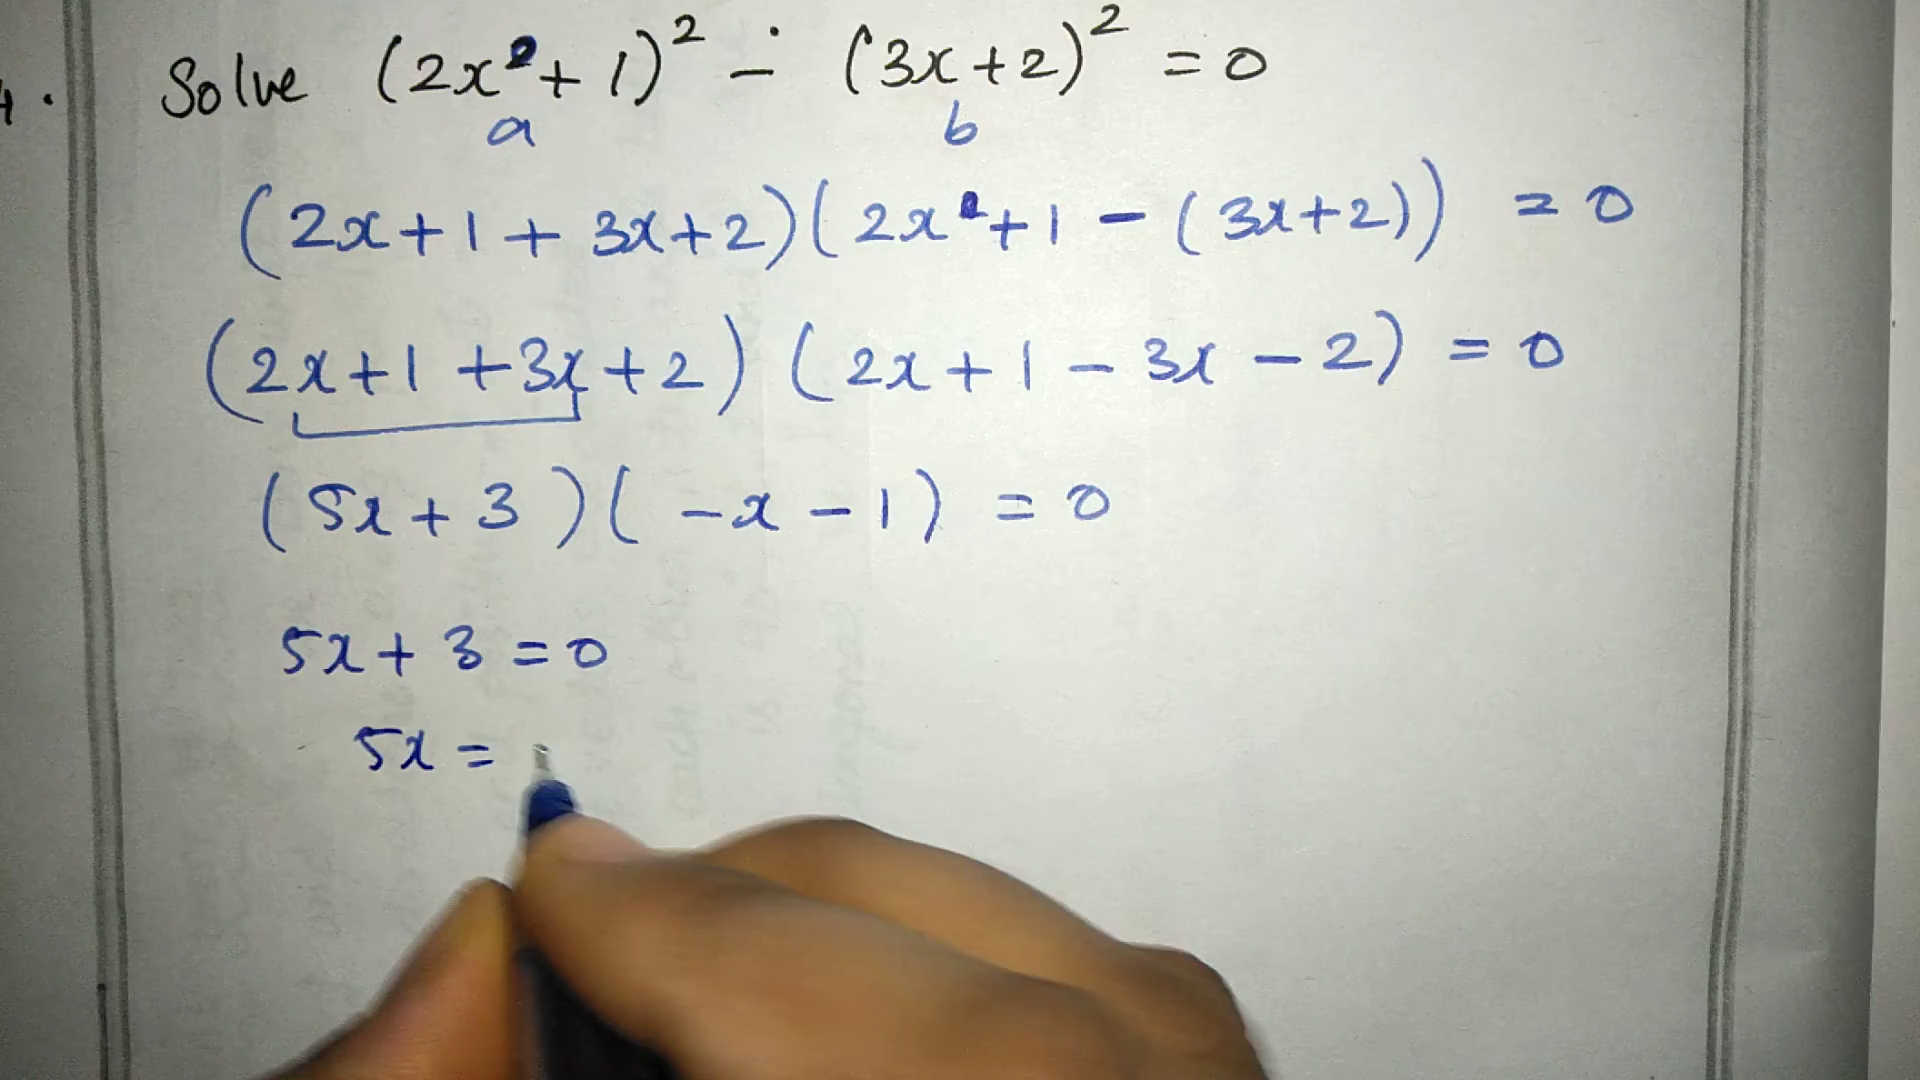 4. Solve (2x²+1)² - (3x+2)² = 0
a b
(2x+1+3x+2)(2x²+1-(3x+2)) = 0
(2x+1+3x+2)(2x+1-3x-2) = 0
(5x+3)(-x-1) = 0
5x+3=0
5x=